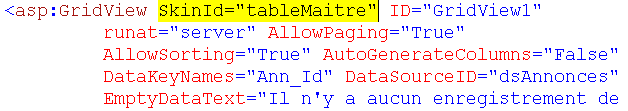 <asp:GridView SkinId="tableMaitre" ID="GridView1"
runat="server" AllowPaging="True"
AllowSorting="True" AutoGenerateColumns="False"
DataKeyNames="Ann_Id" DataSourceID="dsAnnonces"
EmptyDataText="Il n'y a aucun enregistrement de